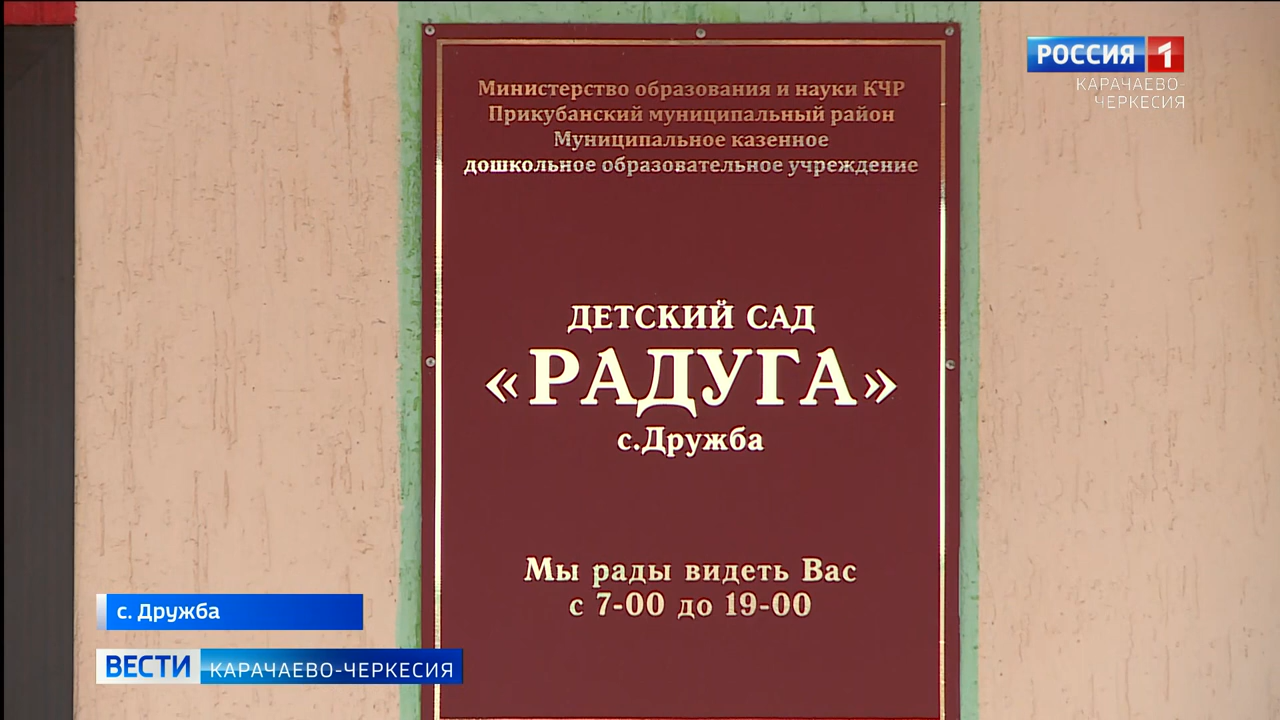 РОССИЯ 1
КАРАЧАЕВО-
ЧЕРКЕСИЯ
Министерство образования и науки КЧР
Прикубанский муниципальный район
Муниципальное казенное
дошкольное образовательное учреждение
ДЕТСКИЙ САД
«РАДУГА»
с.Дружба
Мы рады видеть Вас
с 7-00 до 19-00
с. Дружба
ВЕСТИ КАРАЧАЕВО-ЧЕРКЕСИЯ